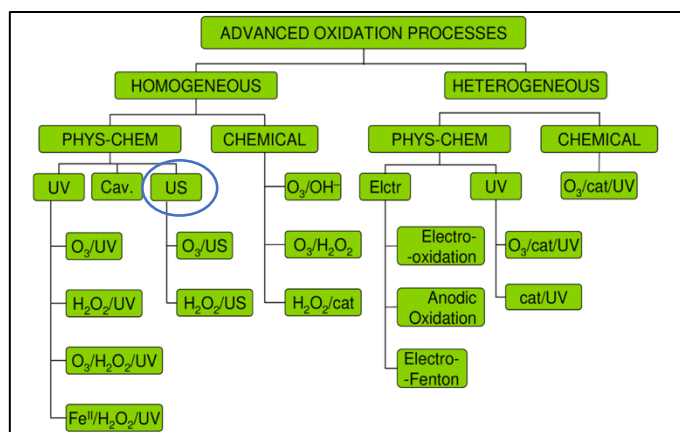 ADVANCED OXIDATION PROCESSES
HOMOGENEOUS
HETEROGENEOUS
PHYS-CHEM
CHEMICAL
PHYS-CHEM
CHEMICAL
UV
Cav.
US
O₃/OH⁻
Elctr
UV
O₃/cat/UV
O₃/UV
O₃/US
O₃/H₂O₂
Electro-
-oxidation
O₃/cat/UV
H₂O₂/UV
H₂O₂/US
H₂O₂/cat
Anodic
Oxidation
cat/UV
O₃/H₂O₂/UV
Electro-
-Fenton
Feᴵᴵ/H₂O₂/UV